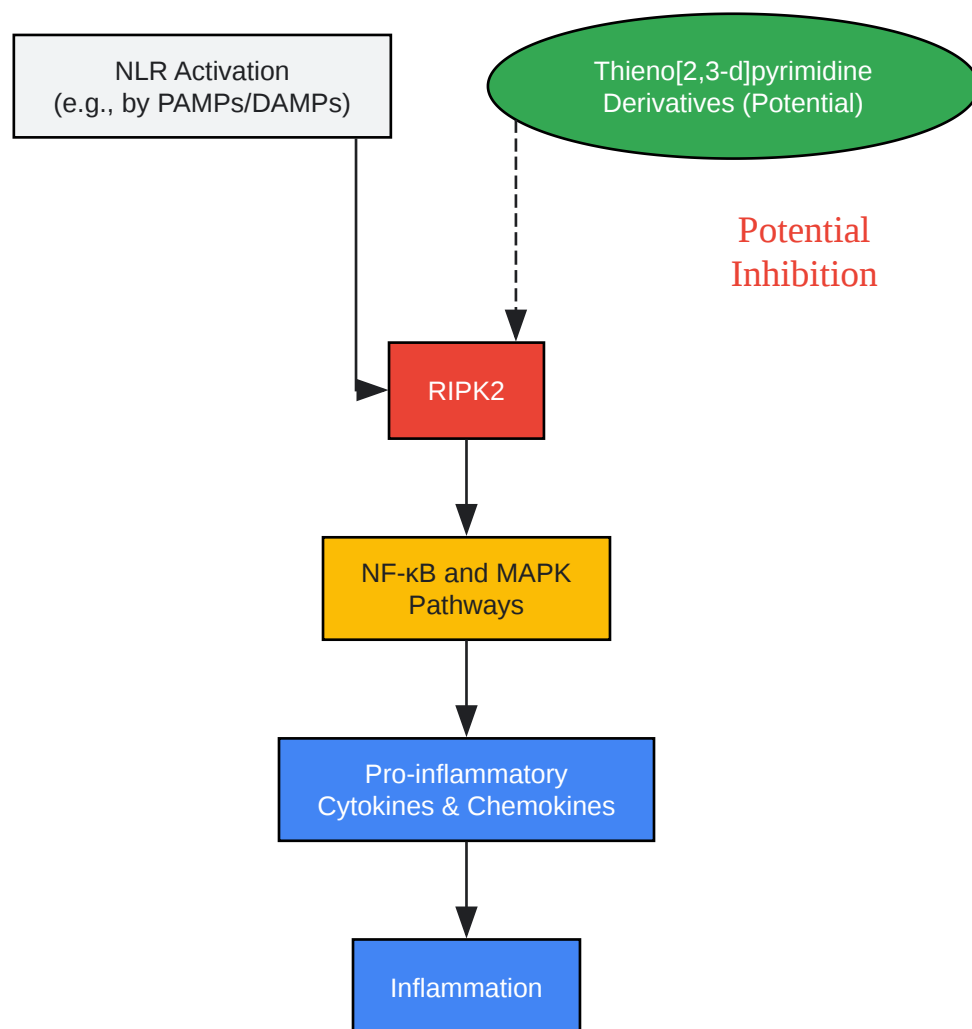 NLR Activation
(e.g., by PAMPs/DAMPs)
Thieno[2,3-d]pyrimidine
Derivatives (Potential)
Potential
Inhibition
RIPK2
NF-κB and MAPK
Pathways
Pro-inflammatory
Cytokines & Chemokines
Inflammation